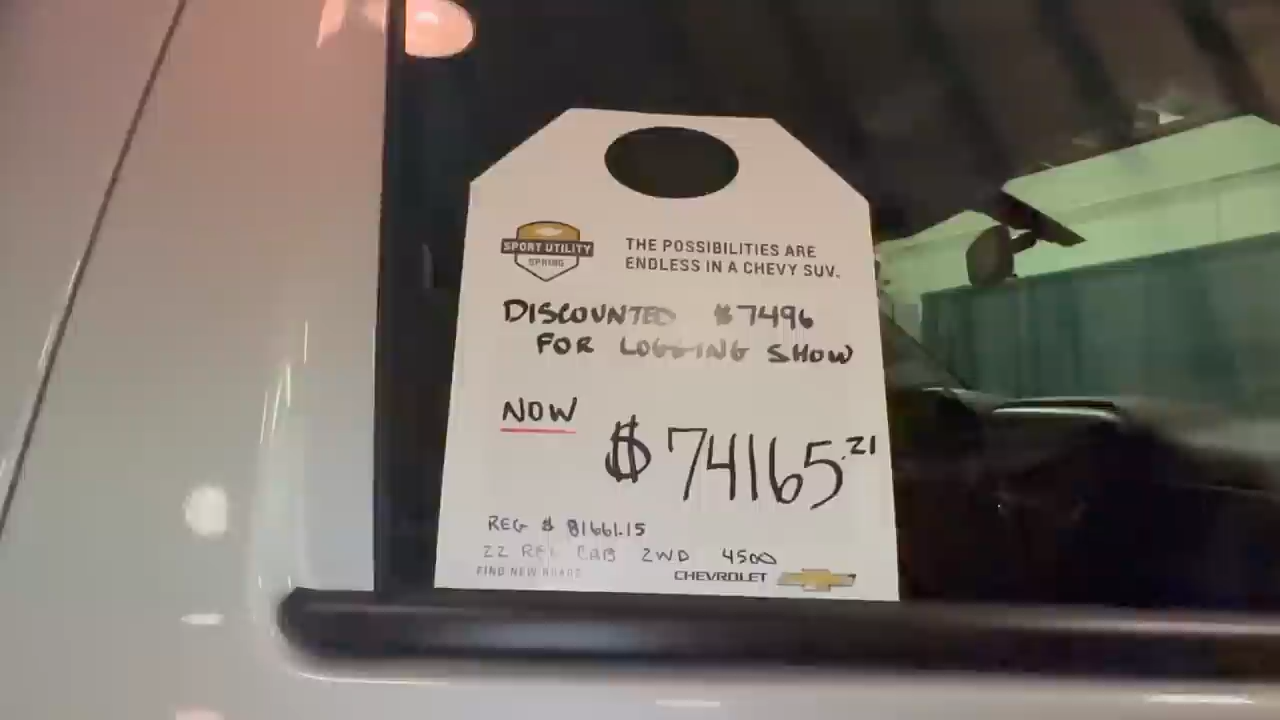 SPORT UTILITY
SPRING
THE POSSIBILITIES ARE
ENDLESS IN A CHEVY SUV.
DISCOUNTED $7496
FOR LOGGING SHOW
NOW
$74165.21
REG $ 81661.15
22 REG CAB 2WD 4500
FIND NEW ROADS
CHEVROLET